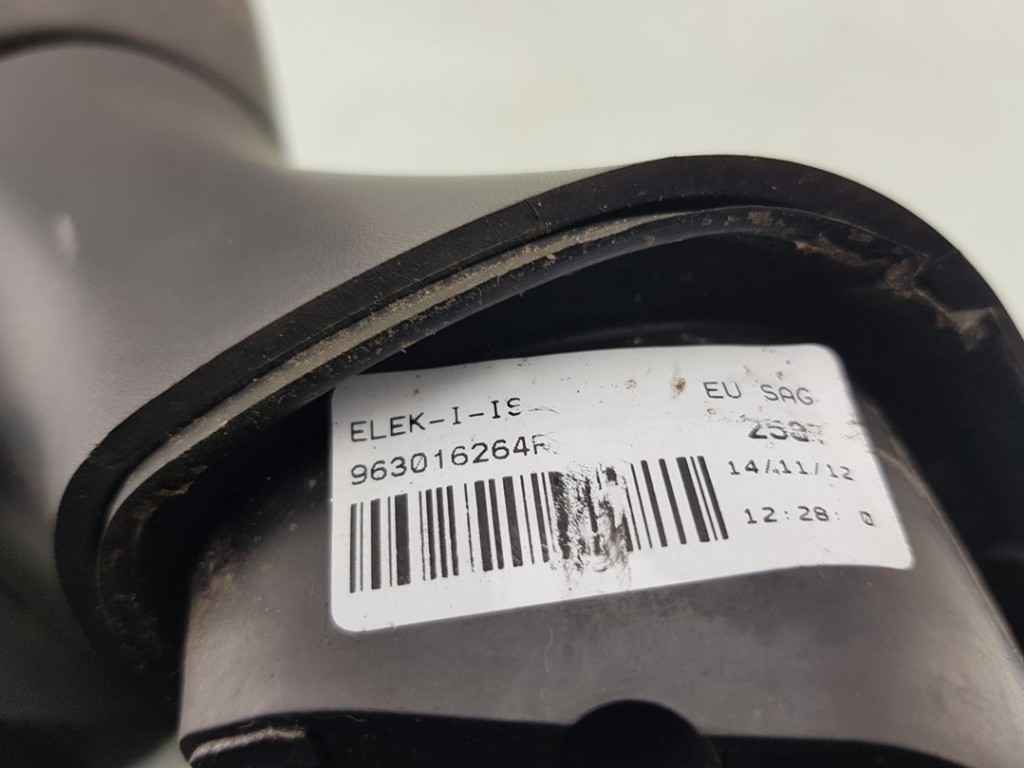 ELEK-I-IS EU SAG
963016264R
14/11/12
12:28: